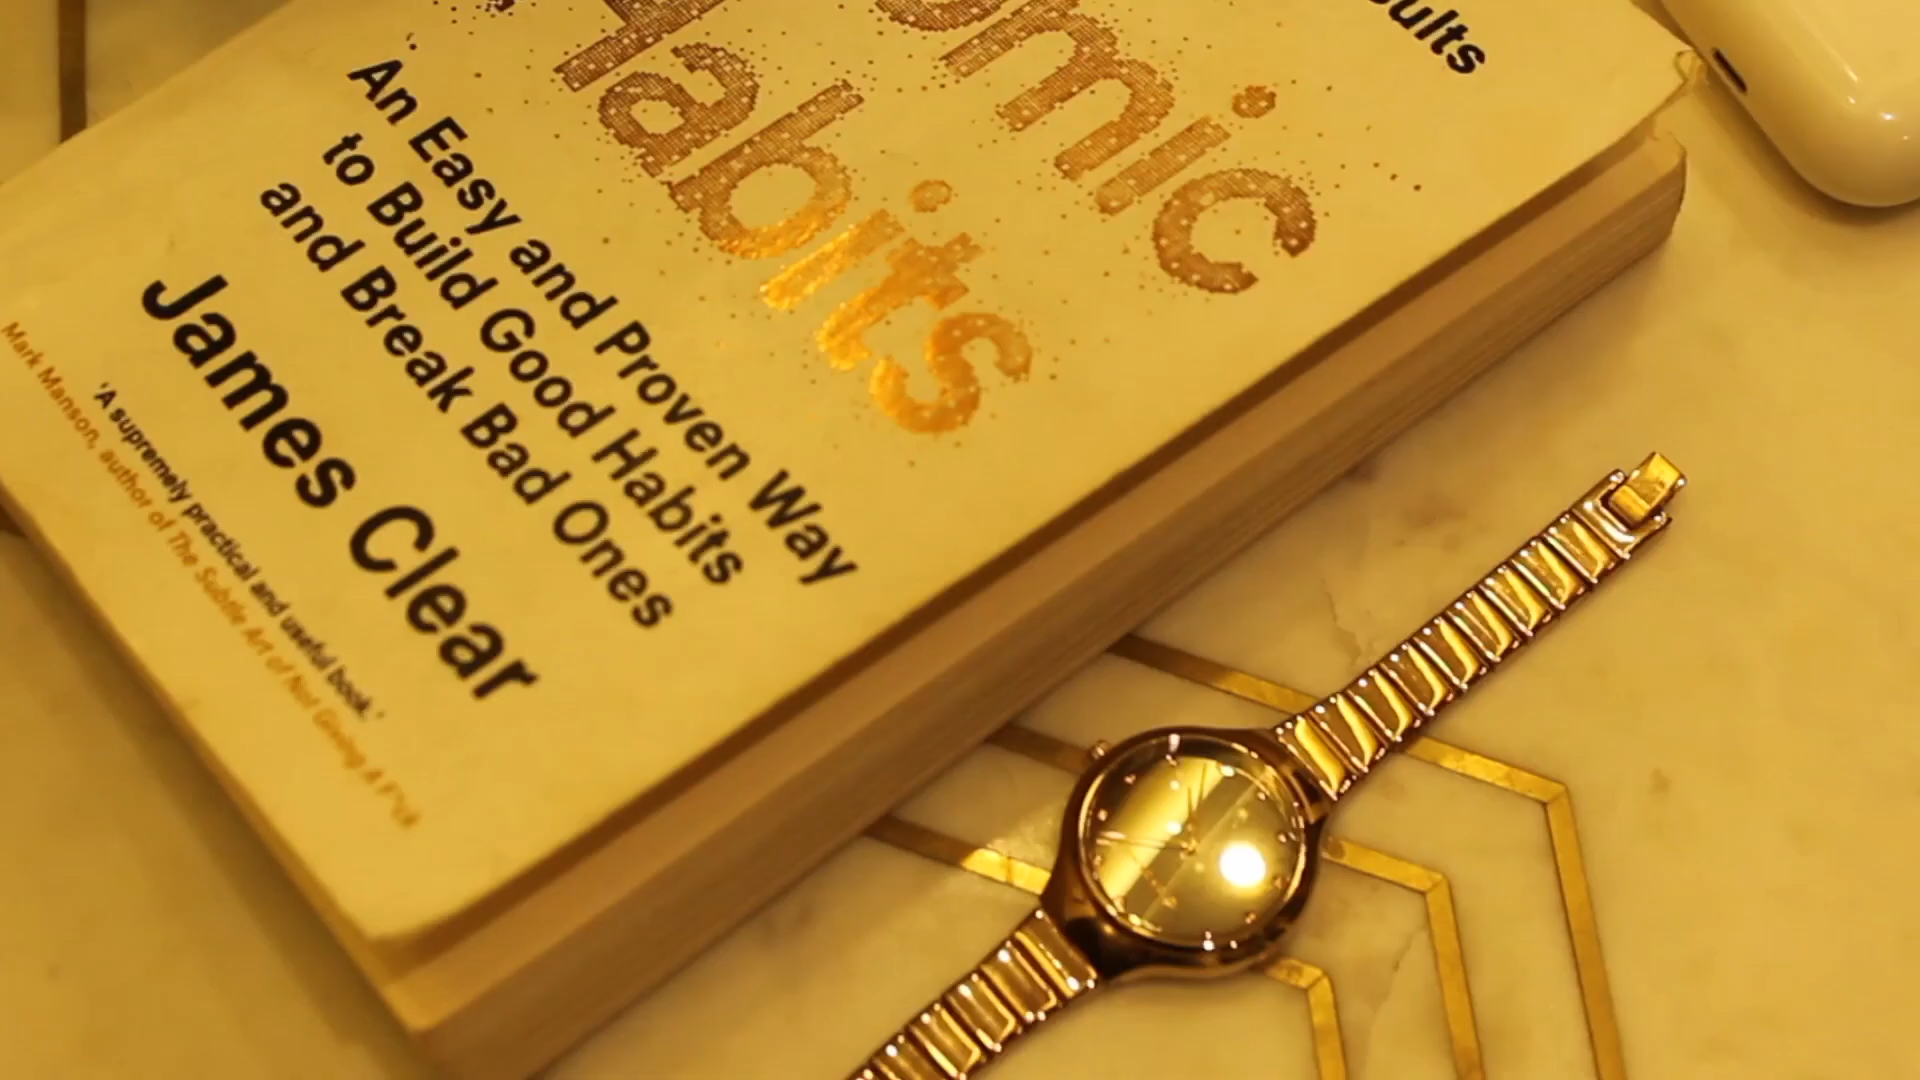 ults
omic
Habits
An Easy and Proven Way
to Build Good Habits
and Break Bad Ones
James Clear
'A supremely practical and useful book.'
Mark Manson, author of The Subtle Art of Not Giving A F*ck